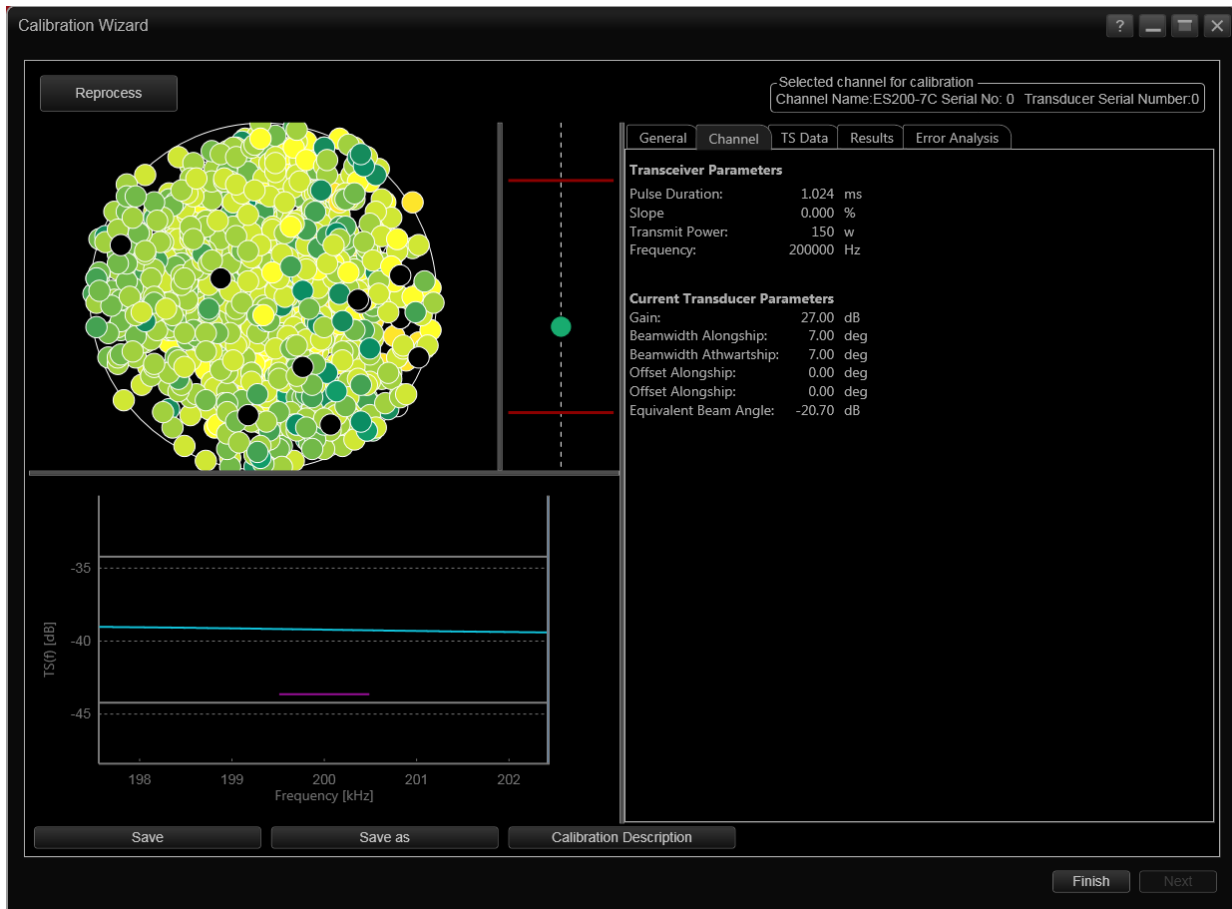 Calibration Wizard
?
Reprocess
Selected channel for calibration
Channel Name:ES200-7C Serial No: 0 Transducer Serial Number:0
General Channel TS Data Results Error Analysis
Transceiver Parameters
Pulse Duration: 1.024 ms
Slope 0.000 %
Transmit Power: 150 w
Frequency: 200000 Hz
Current Transducer Parameters
Gain: 27.00 dB
Beamwidth Alongship: 7.00 deg
Beamwidth Athwartship: 7.00 deg
Offset Alongship: 0.00 deg
Offset Alongship: 0.00 deg
Equivalent Beam Angle: -20.70 dB
TS(f) [dB]
-35
-40
-45
198 199 200 201 202
Frequency [kHz]
Save Save as Calibration Description
Finish Next